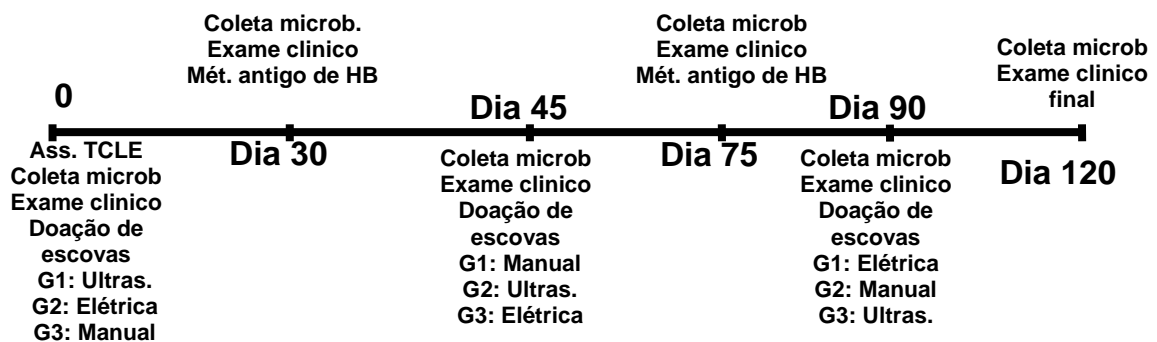 0
Ass. TCLE
Coleta microb
Exame clinico
Doação de
escovas
G1: Ultras.
G2: Elétrica
G3: Manual
Coleta microb.
Exame clinico
Mét. antigo de HB
Dia 30
Dia 45
Coleta microb
Exame clinico
Doação de
escovas
G1: Manual
G2: Ultras.
G3: Elétrica
Coleta microb
Exame clinico
Mét. antigo de HB
Dia 75
Dia 90
Coleta microb
Exame clinico
Doação de
escovas
G1: Elétrica
G2: Manual
G3: Ultras.
Coleta microb
Exame clinico
final
Dia 120